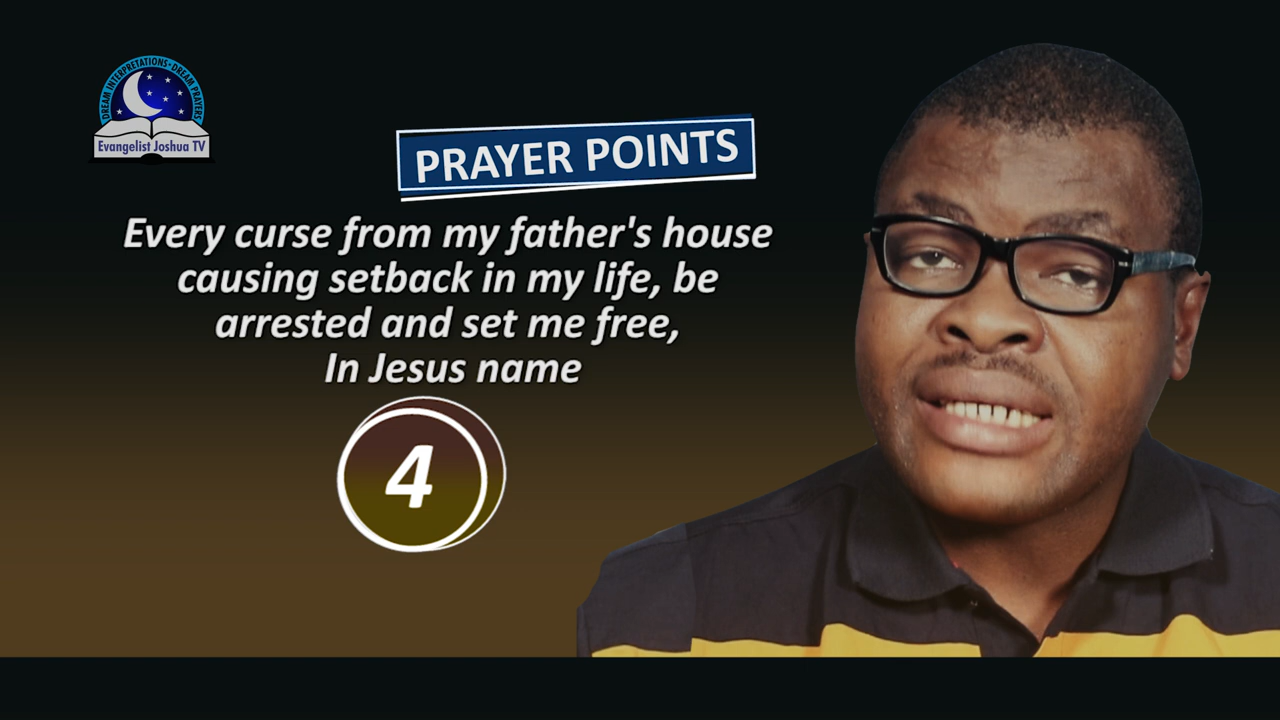 DREAM INTERPRETATIONS-DREAM PRAYERS
Evangelist Joshua TV
PRAYER POINTS
Every curse from my father's house
causing setback in my life, be
arrested and set me free,
In Jesus name
4